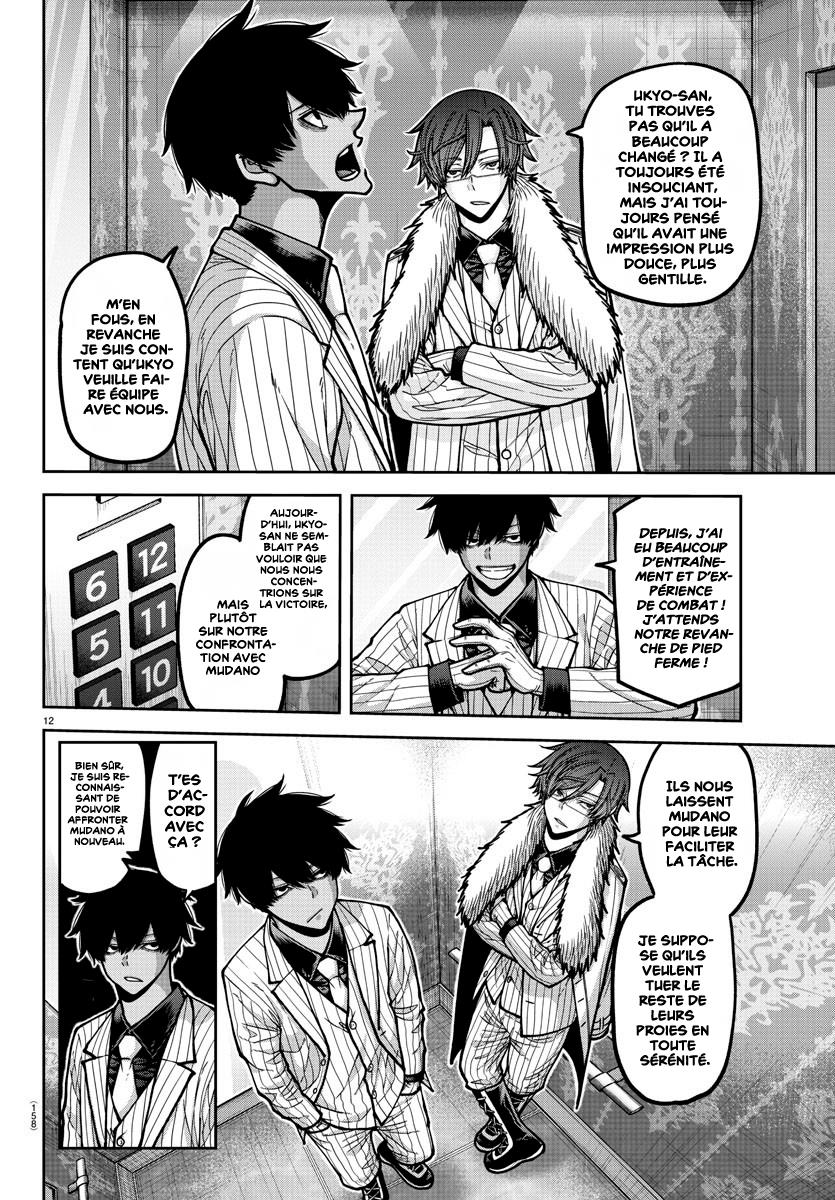 UKYO-SAN,
TU TROUVES
PAS QU'IL A
BEAUCOUP
CHANGÉ ? IL A
TOUJOURS ÉTÉ
INSOUCIANT,
MAIS J'AI TOU-
JOURS PENSÉ
QU'IL AVAIT UNE
IMPRESSION PLUS
DOUCE, PLUS
GENTILLE.
M'EN
FOUS, EN
REVANCHE
JE SUIS CON-
TENT QU'UKYO
VEUILLE FAI-
RE ÉQUIPE
AVEC NOUS.
DEPUIS, J'AI
EU BEAUCOUP
D'ENTRAÎNE-
MENT ET D'EX-
PÉRIENCE
DE COMBAT !
J'ATTENDS
NOTRE REVAN-
CHE DE PIED
FERME !
AUJOUR-
D'HUI, UKYO-
SAN NE SEM-
BLAIT PAS
VOULOIR QUE
NOUS NOUS
CONCEN-
TRIONS SUR
LA VICTOIRE,
MAIS
PLUTÔT
SUR NOTRE
CONFRONTA-
TION AVEC
MUDANO
6 12
5 11
4 10
12
ILS NOUS
LAISSENT
MUDANO
POUR LEUR
FACILITER
LA TÂCHE.
JE SUPPO-
SE QU'ILS
VEULENT
TUER LE
RESTE DE
LEURS
PROIES EN
TOUTE
SÉRÉNITÉ.
T'ES
D'AC-
CORD
AVEC
ÇA ?
BIEN SÛR,
JE SUIS RE-
CONNAIS-
SANT DE
POUVOIR
AFFRONTER
MUDANO À
NOUVEAU.
(158)